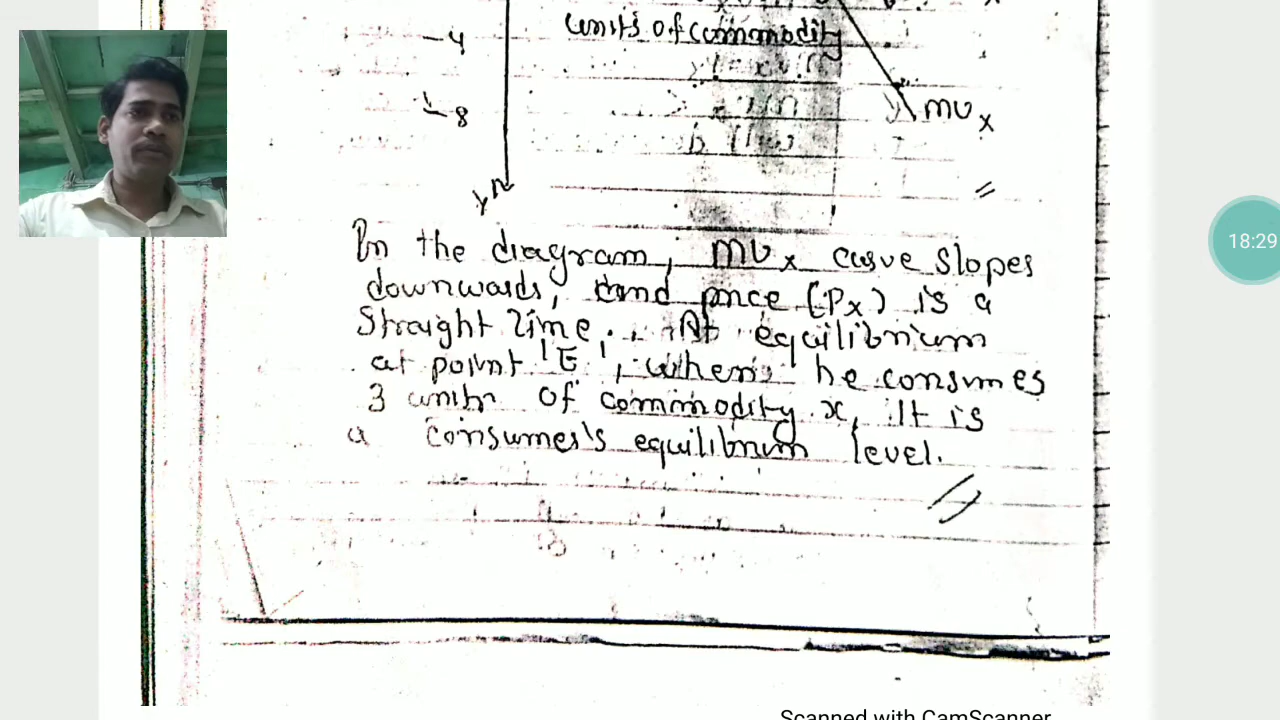 -4
units of commodity
-8
MUx
In the diagram, MUx curve slopes
downwards, and price (Px) is a
Straight line. At equilibrium
at point 'E', when he consumes
3 units of commodity x, It is
a consumer's equilibrium level.
18:29
Scanned with CamScanner